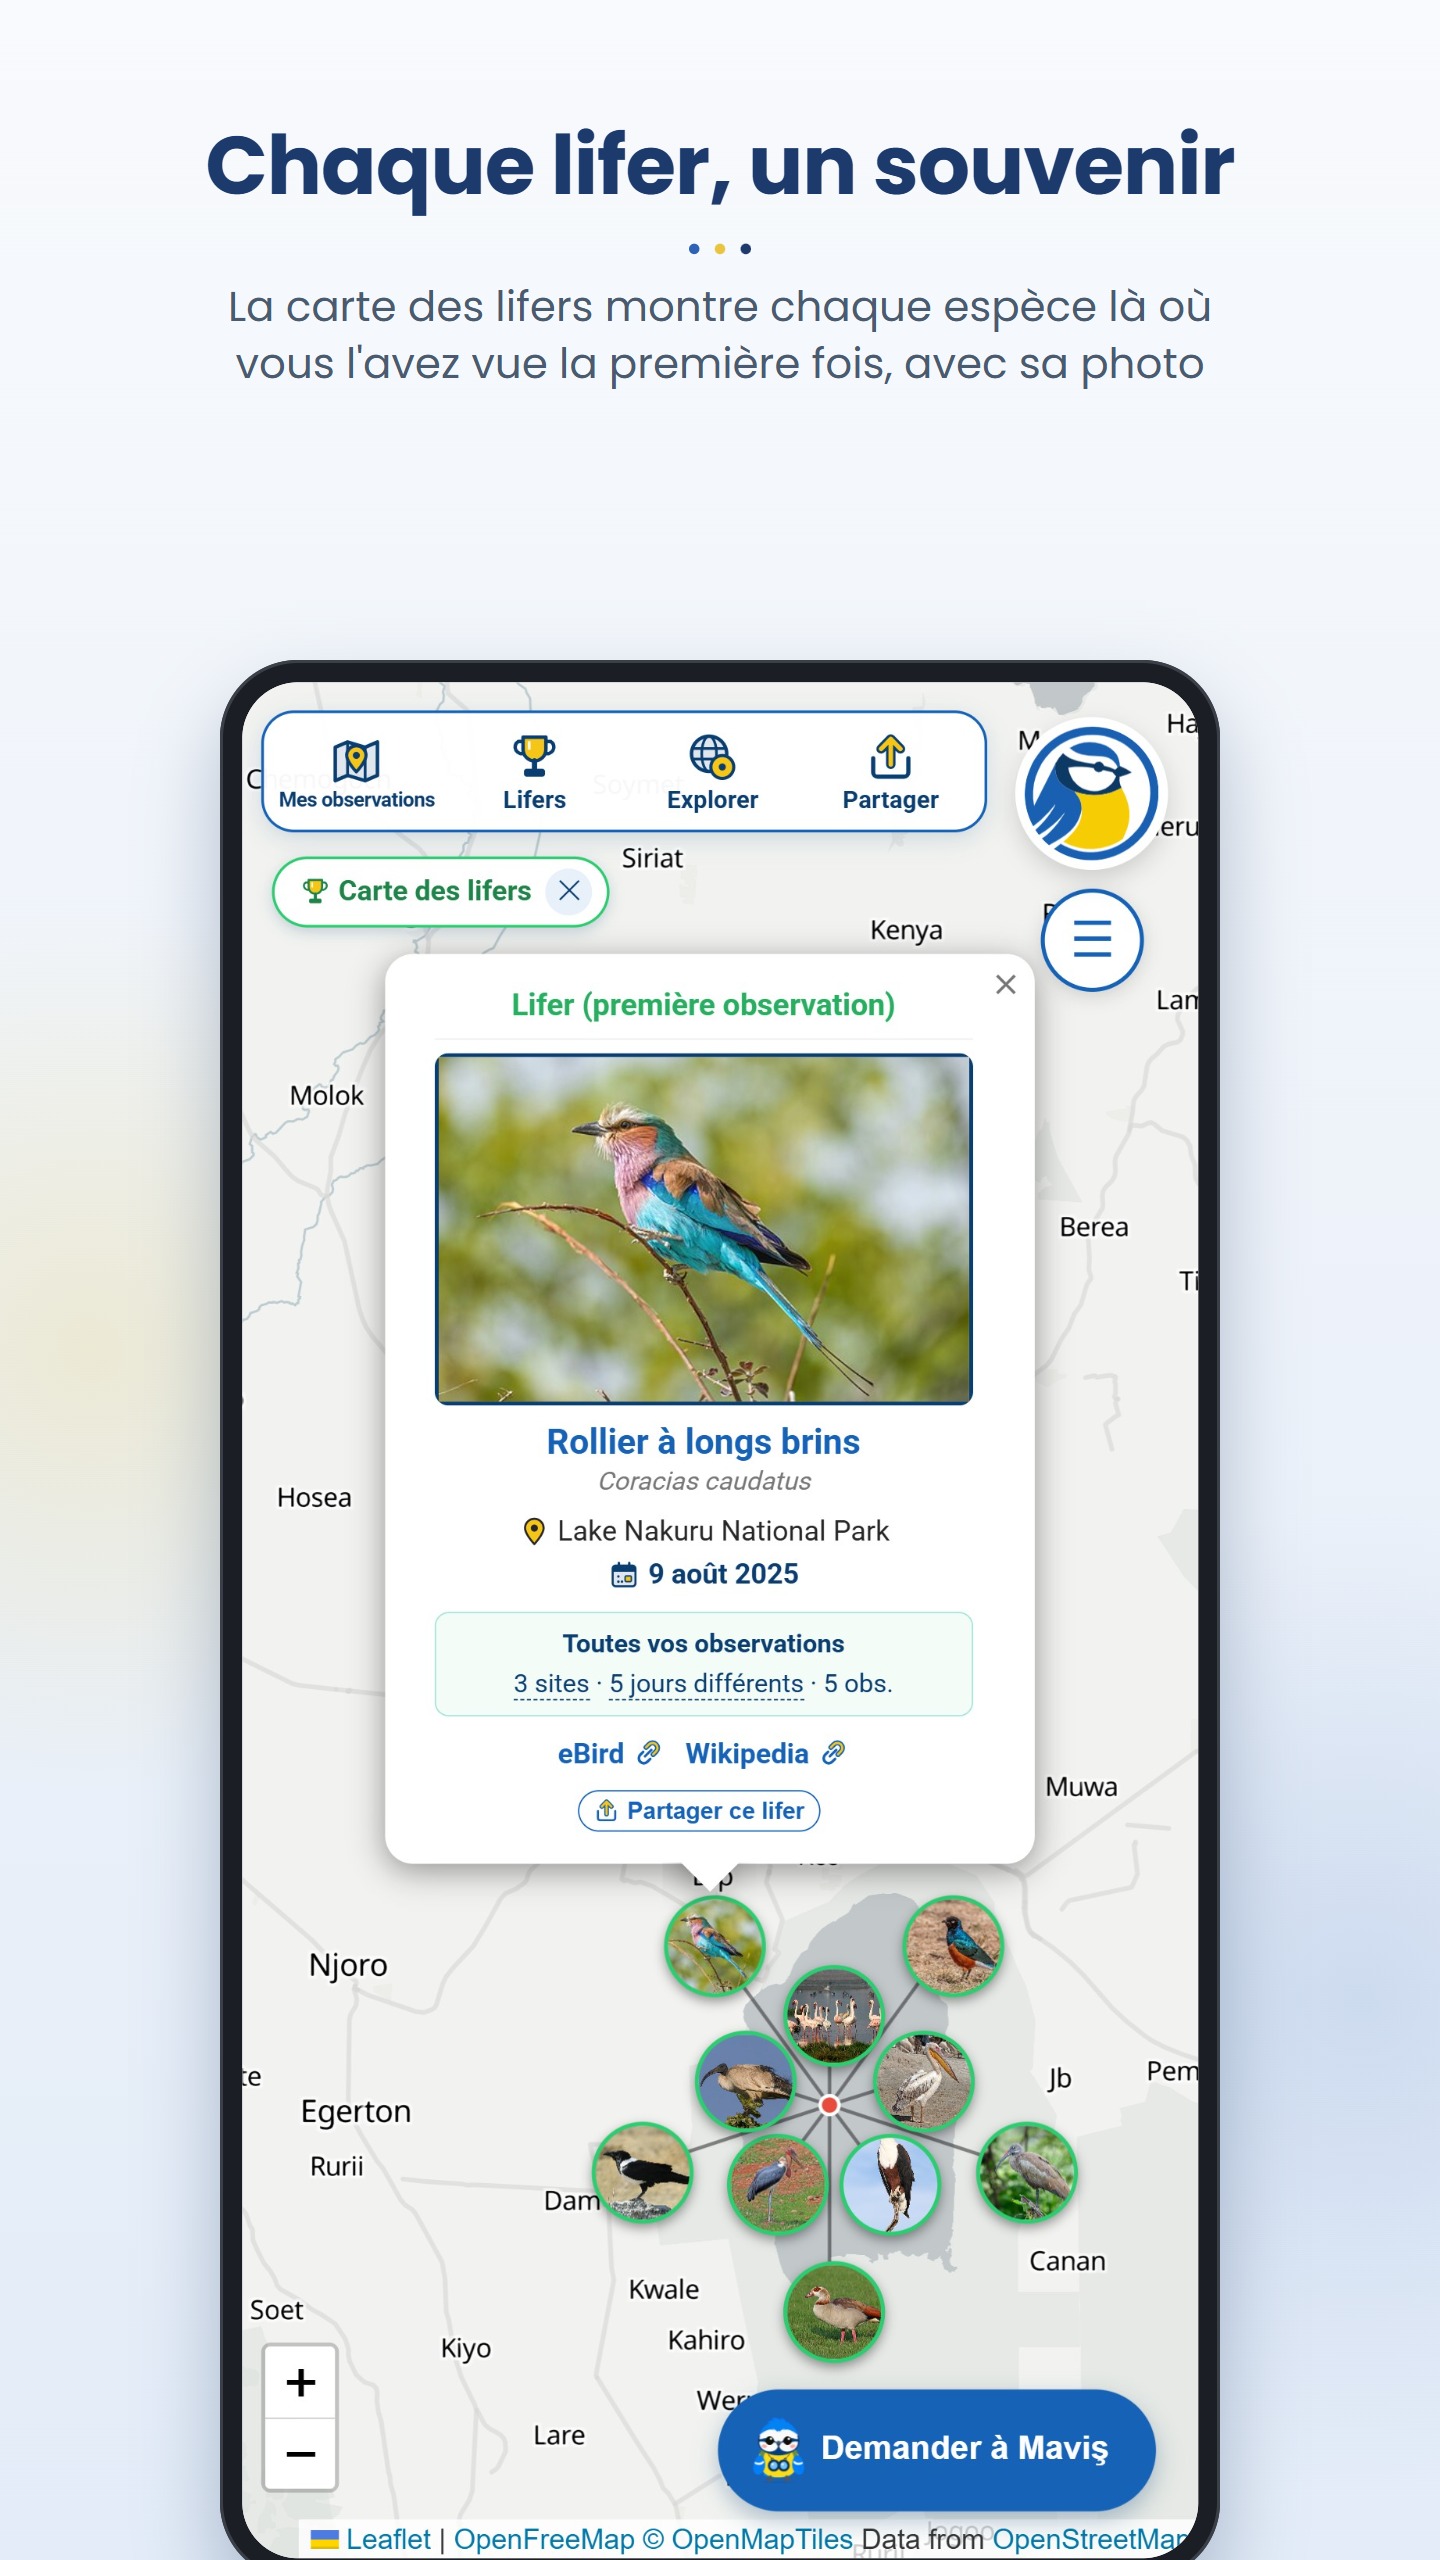 Chaque lifer, un souvenir
La carte des lifers montre chaque espèce là où
vous l'avez vue la première fois, avec sa photo
Mes observations
Lifers
Explorer
Partager
Siriat
Carte des lifers
Kenya
Lifer (première observation)
Molok
Berea
Rollier à longs brins
Coracias caudatus
Hosea
Lake Nakuru National Park
9 août 2025
Toutes vos observations
3 sites · 5 jours différents · 5 obs.
eBird Wikipedia
Muwa
Partager ce lifer
Njoro
Jb
Egerton
Rurii
Dam
Canan
Kwale
Soet
Kahiro
Kiyo
+
Lare
Demander à Maviş
−
Leaflet | OpenFreeMap © OpenMapTiles Data from OpenStreetMap